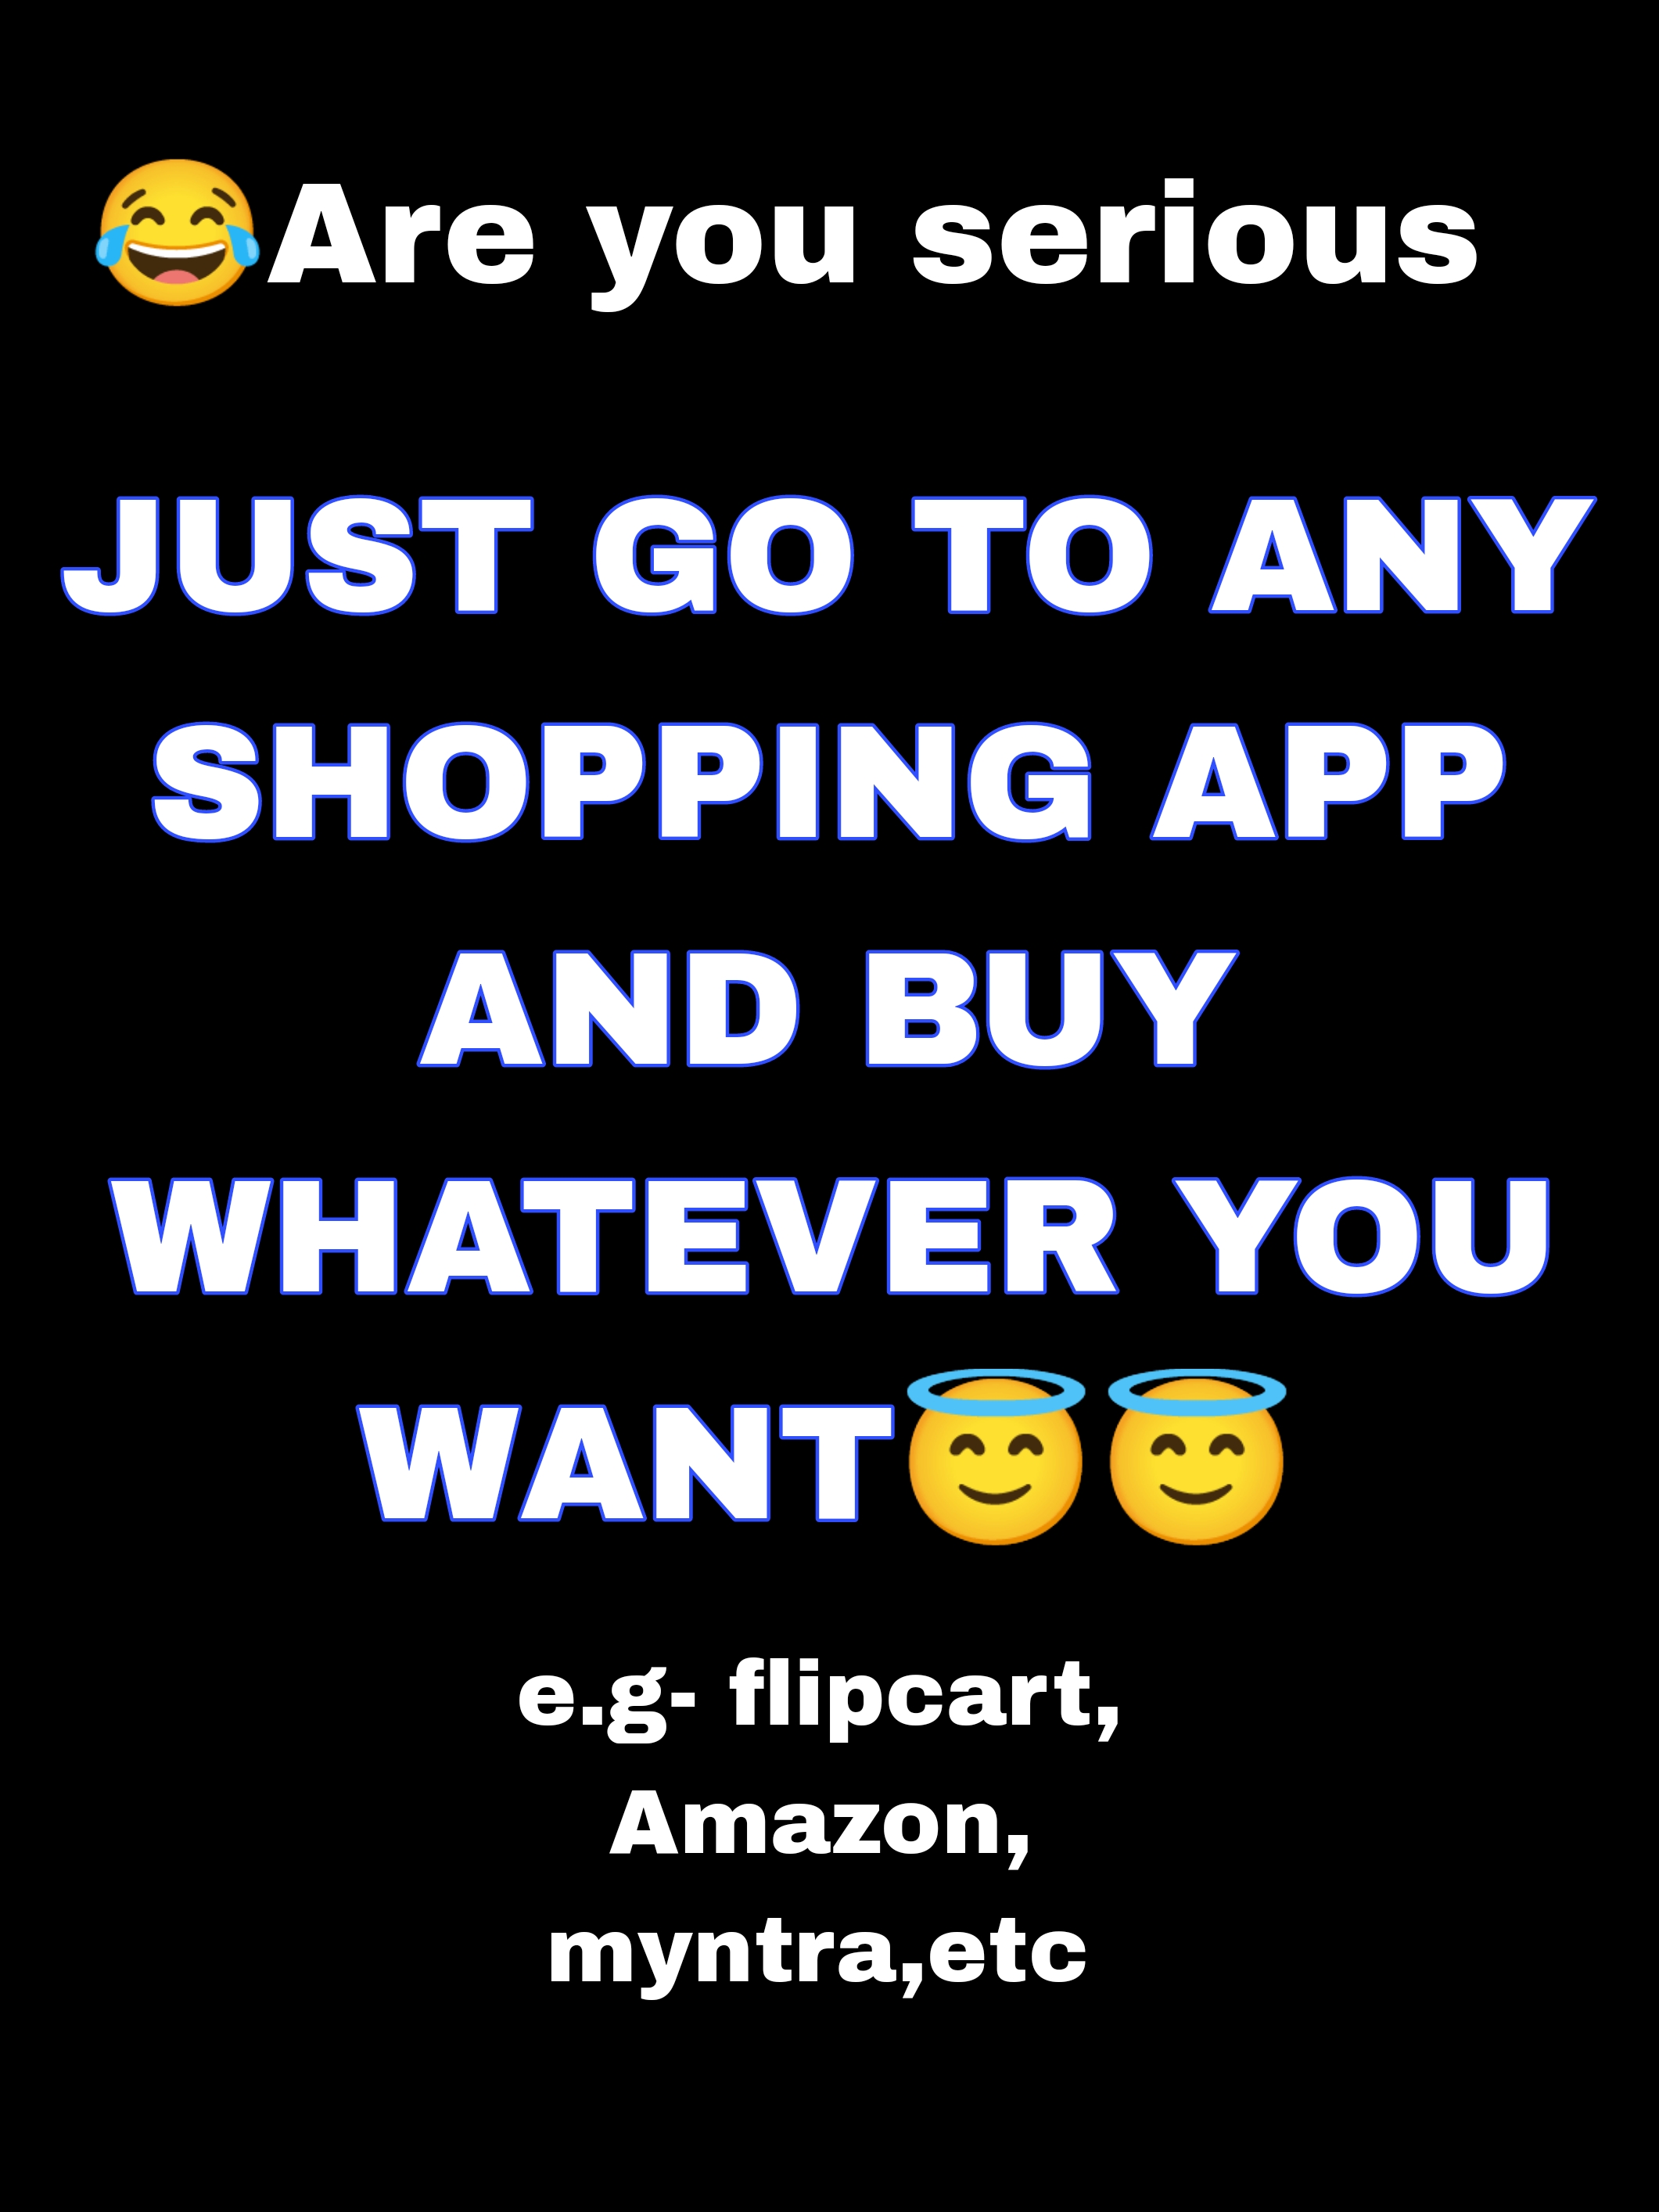 😂Are you serious
JUST GO TO ANY
SHOPPING APP
AND BUY
WHATEVER YOU
WANT😇😇
e.g- flipcart,
Amazon,
myntra,etc